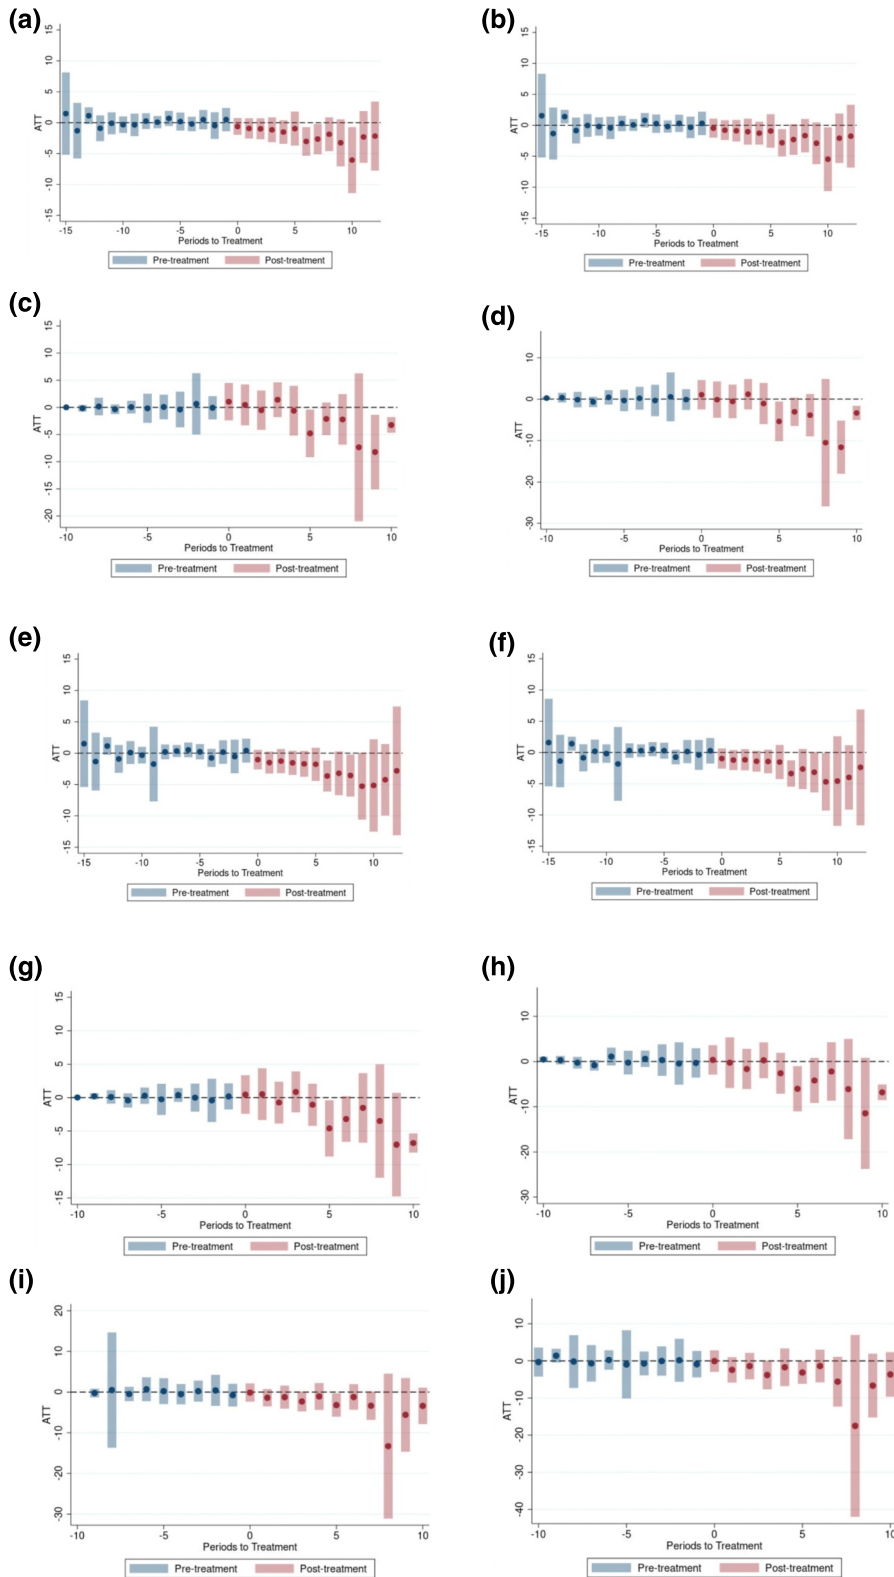 (a)
15
10
5
0
-5
-10
-15
ATT
-15 -10 -5 0 5 10
Periods to Treatment
Pre-treatment Post-treatment
(b)
15
10
5
0
-5
-10
-15
ATT
-15 -10 -5 0 5 10
Periods to Treatment
Pre-treatment Post-treatment
(c)
15
10
5
0
-5
-10
-15
-20
ATT
-10 -5 0 5 10
Periods to Treatment
Pre-treatment Post-treatment
(d)
10
0
-10
-20
-30
ATT
-10 -5 0 5 10
Periods to Treatment
Pre-treatment Post-treatment
(e)
15
10
5
0
-5
-10
-15
ATT
-15 -10 -5 0 5 10
Periods to Treatment
Pre-treatment Post-treatment
(f)
15
10
5
0
-5
-10
-15
ATT
-15 -10 -5 0 5 10
Periods to Treatment
Pre-treatment Post-treatment
(g)
15
10
5
0
-5
-10
-15
ATT
-10 -5 0 5 10
Periods to Treatment
Pre-treatment Post-treatment
(h)
10
0
-10
-20
-30
ATT
-10 -5 0 5 10
Periods to Treatment
Pre-treatment Post-treatment
(i)
20
10
0
-10
-20
-30
ATT
-10 -5 0 5 10
Periods to Treatment
Pre-treatment Post-treatment
(j)
10
0
-10
-20
-30
-40
ATT
-10 -5 0 5 10
Periods to Treatment
Pre-treatment Post-treatment